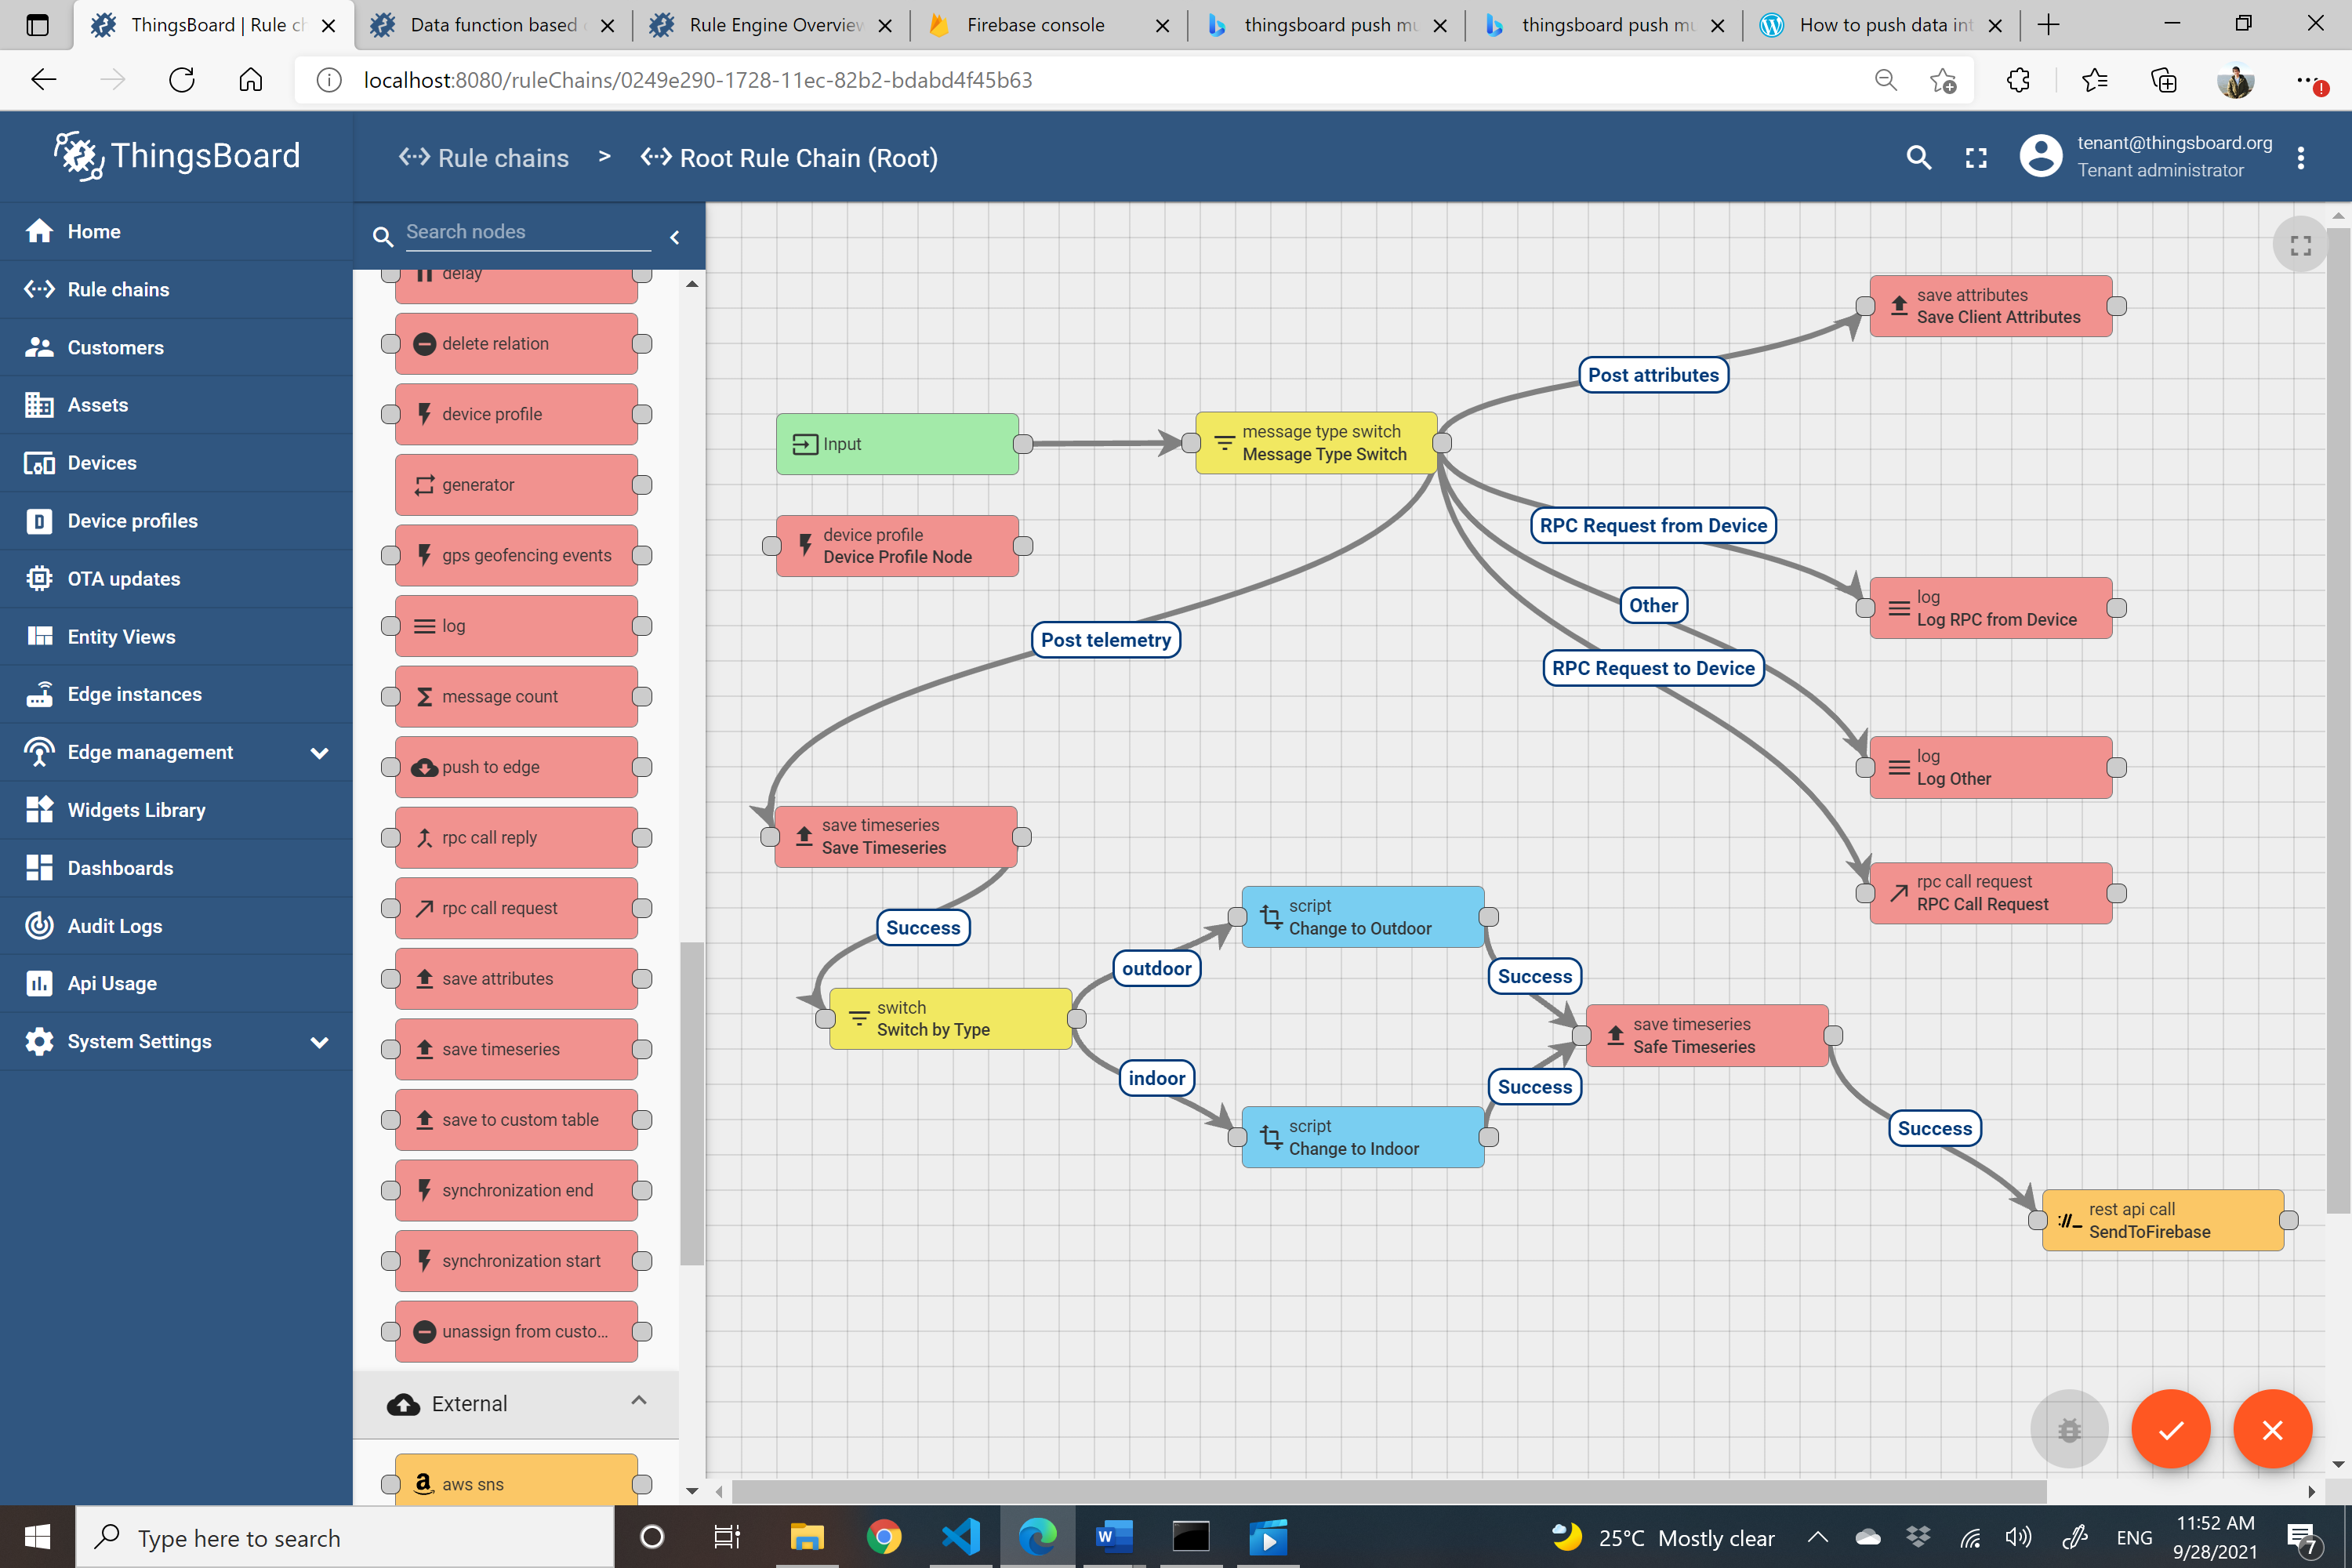 ThingsBoard | Rule ch
Data function based
Rule Engine Overview
Firebase console
thingsboard push mu
thingsboard push mu
How to push data int
localhost:8080/ruleChains/0249e290-1728-11ec-82b2-bdabd4f45b63
ThingsBoard
Rule chains > Root Rule Chain (Root)
tenant@thingsboard.org
Tenant administrator
Home
Rule chains
Customers
Assets
Devices
Device profiles
OTA updates
Entity Views
Edge instances
Edge management
Widgets Library
Dashboards
Audit Logs
Api Usage
System Settings
Search nodes
delay
delete relation
device profile
generator
gps geofencing events
log
message count
push to edge
rpc call reply
rpc call request
save attributes
save timeseries
save to custom table
synchronization end
synchronization start
unassign from custo...
External
aws sns
save attributes
Save Client Attributes
Post attributes
Input
message type switch
Message Type Switch
RPC Request from Device
device profile
Device Profile Node
log
Log RPC from Device
Other
Post telemetry
RPC Request to Device
log
Log Other
save timeseries
Save Timeseries
rpc call request
RPC Call Request
Success
script
Change to Outdoor
outdoor
Success
switch
Switch by Type
save timeseries
Safe Timeseries
indoor
Success
script
Change to Indoor
Success
rest api call
SendToFirebase
Type here to search
25°C Mostly clear
ENG
11:52 AM
9/28/2021
7